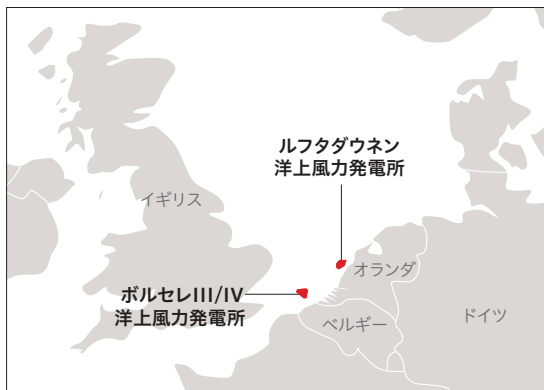 ルフタダウネン
洋上風力発電所
イギリス
オランダ
ボルセレIII/IV
洋上風力発電所
ベルギー
ドイツ